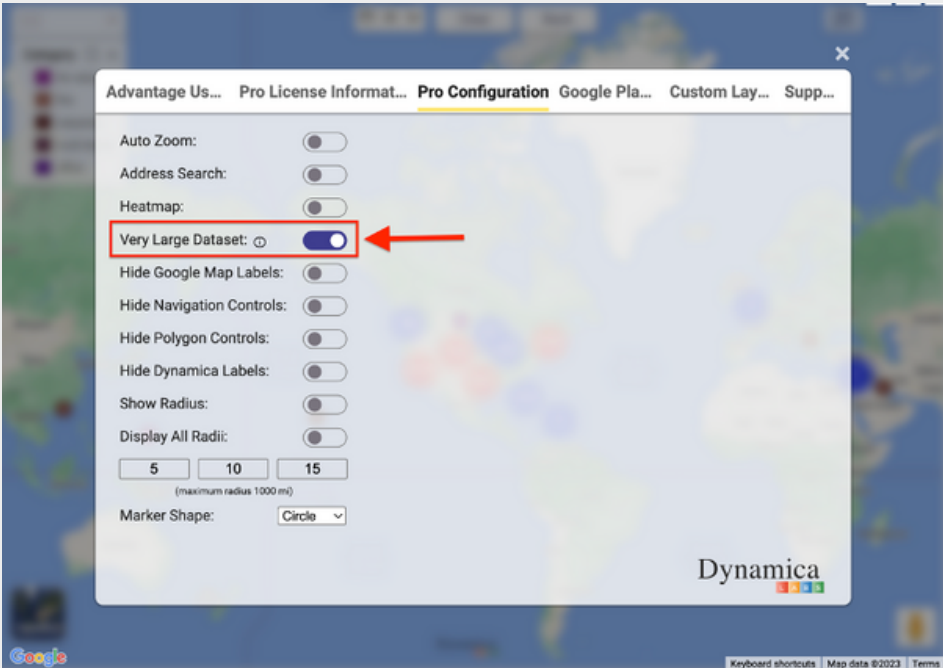 Advantage Us... Pro License Informat... Pro Configuration Google Pla... Custom Lay... Supp...
Auto Zoom:
Address Search:
Heatmap:
Very Large Dataset:
Hide Google Map Labels:
Hide Navigation Controls:
Hide Polygon Controls:
Hide Dynamica Labels:
Show Radius:
Display All Radii:
5 10 15
(maximum radius 1000 mi)
Marker Shape: Circle
Dynamica
LABS
Google
Keyboard shortcuts Map data ©2023 Terms